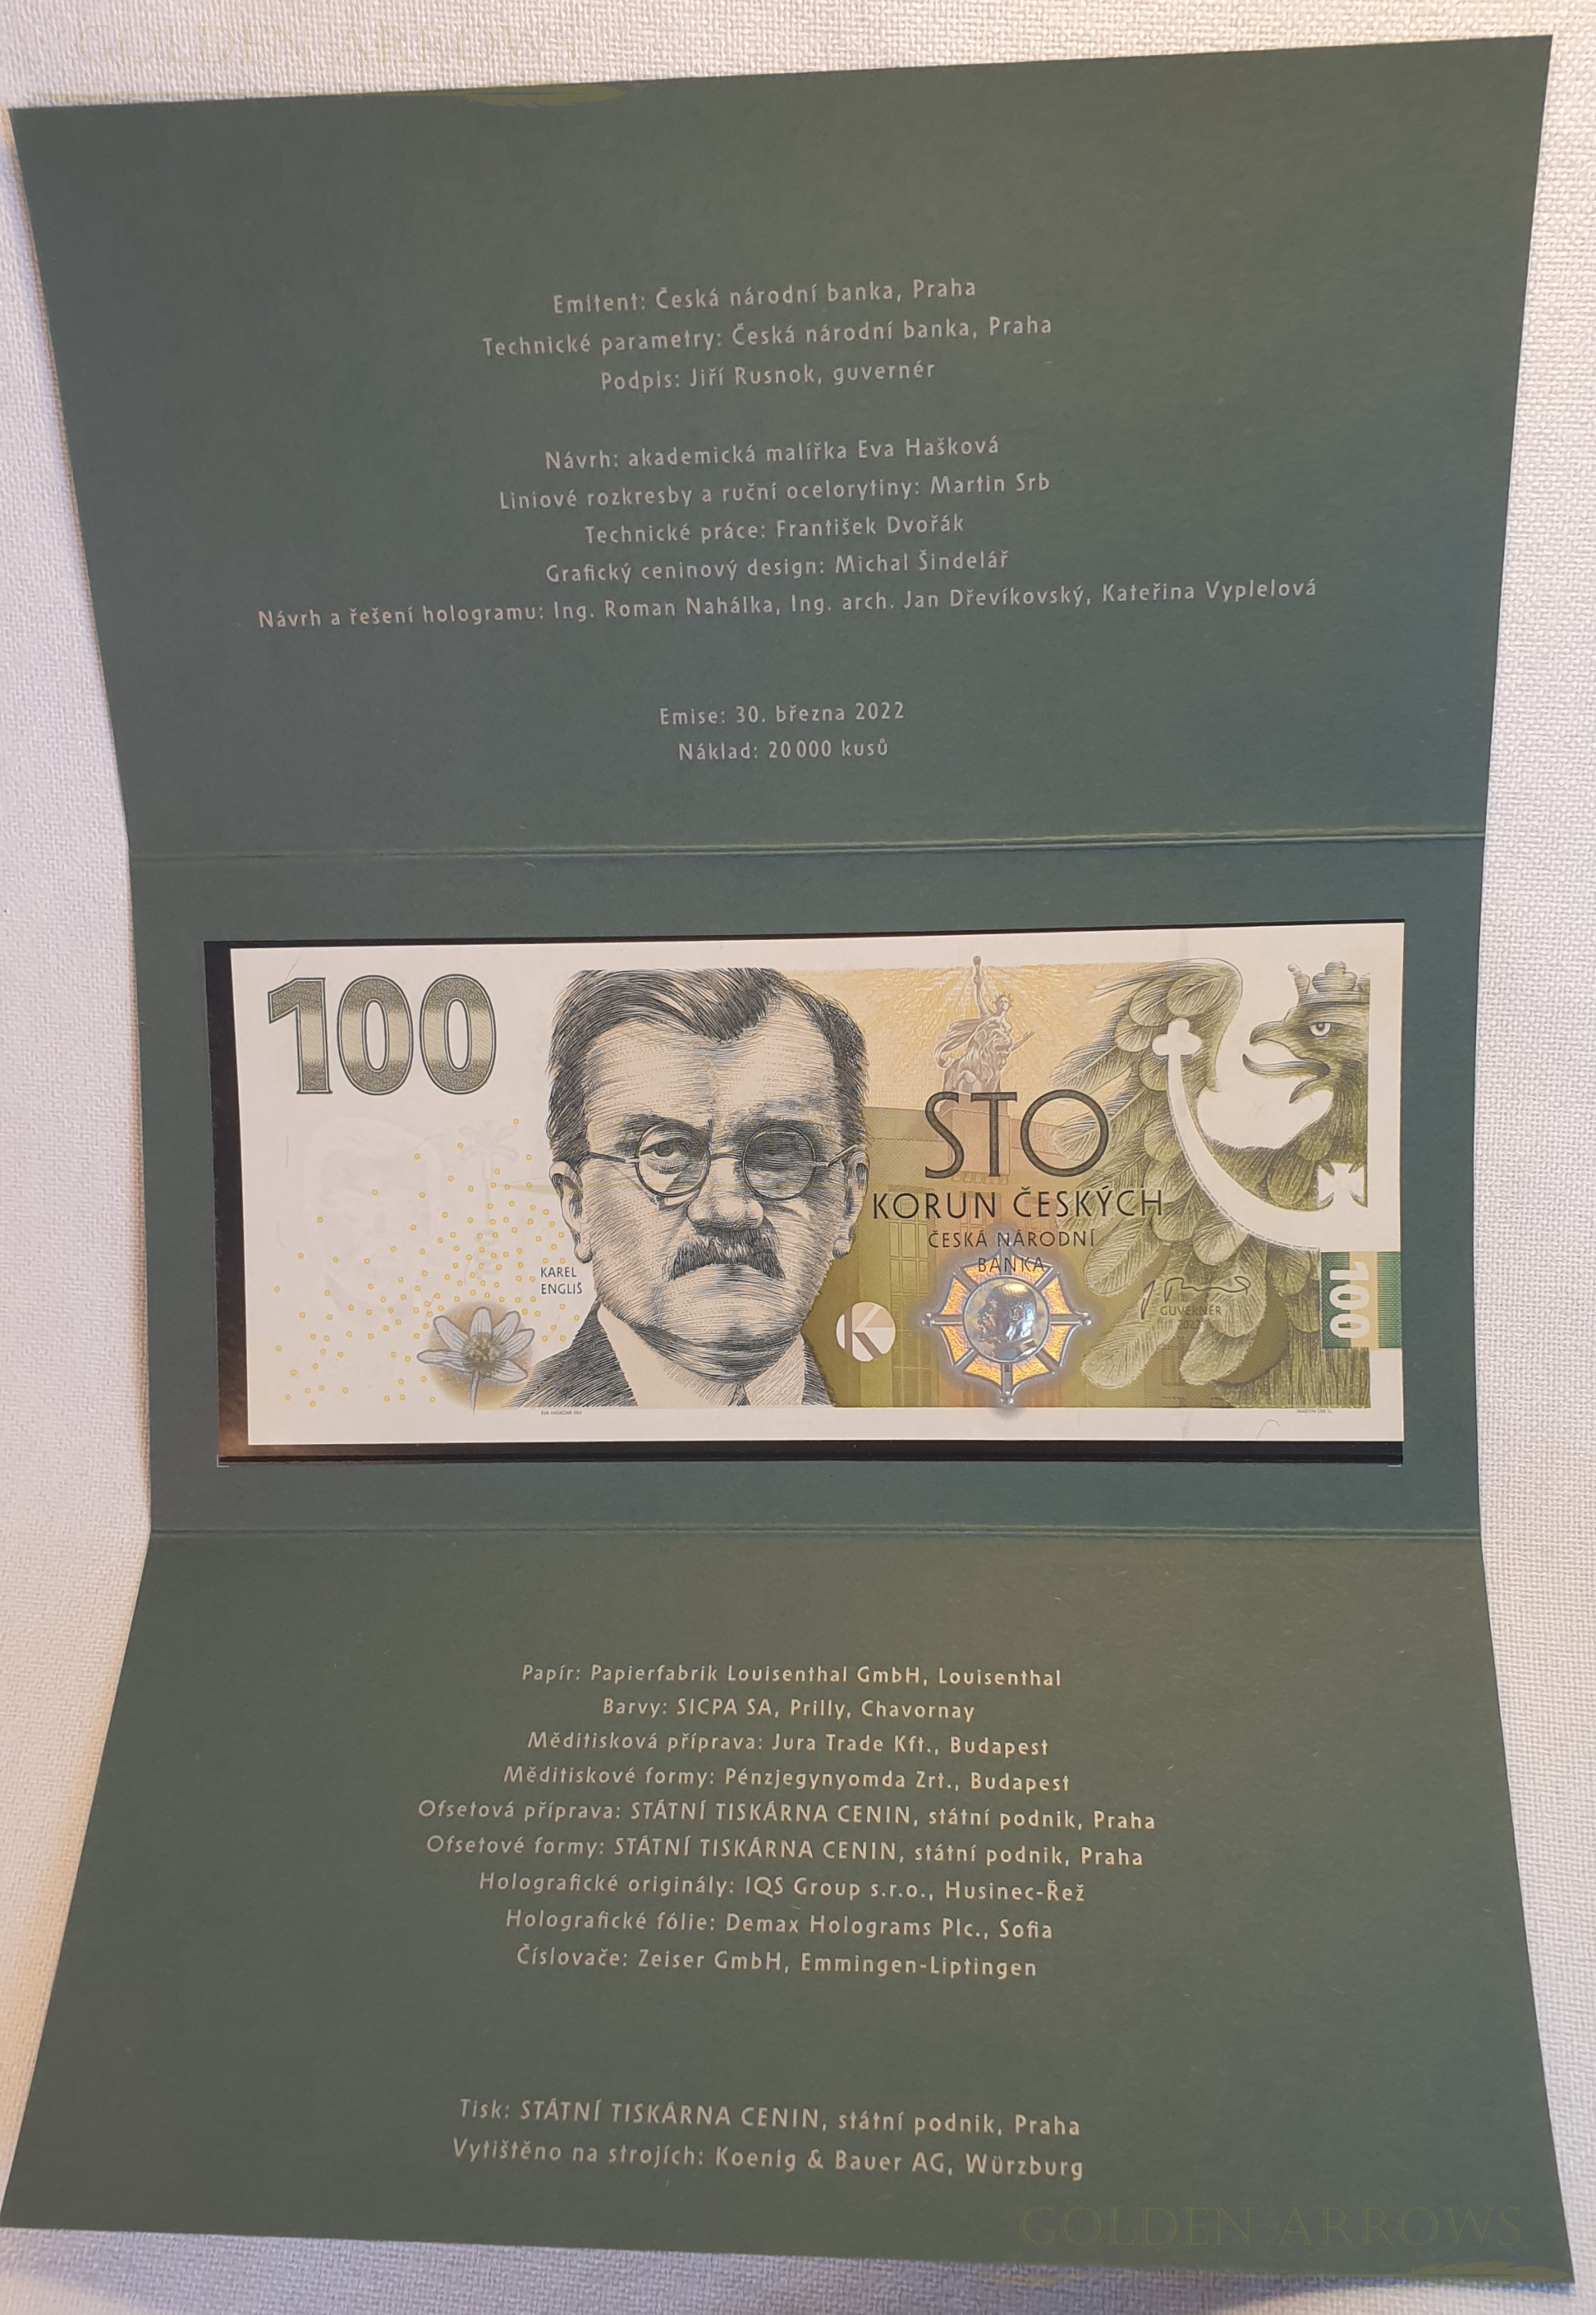 GOLDEN ARROWS
Emitent: Česká národní banka, Praha
Technické parametry: Česká národní banka, Praha
Podpis: Jiří Rusnok, guvernér
Návrh: akademická malířka Eva Hašková
Liniové rozkresby a ruční ocelorytiny: Martin Srb
Technické práce: František Dvořák
Grafický ceninový design: Michal Šindelář
Návrh a řešení hologramu: Ing. Roman Nahálka, Ing. arch. Jan Dřevíkovský, Kateřina Vyplelová
Emise: 30. března 2022
Náklad: 20 000 kusů
100
STO
KORUN ČESKÝCH
ČESKÁ NÁRODNÍ
BANKA
KAREL
ENGLIŠ
K
GUVERNÉR
2022
100
Papír: Papierfabrik Louisenthal GmbH, Louisenthal
Barvy: SICPA SA, Prilly, Chavornay
Měditisková příprava: Jura Trade Kft., Budapest
Měditiskové formy: Pénzjegynyomda Zrt., Budapest
Ofsetová příprava: STÁTNÍ TISKÁRNA CENIN, státní podnik, Praha
Ofsetové formy: STÁTNÍ TISKÁRNA CENIN, státní podnik, Praha
Holografické originály: IQS Group s.r.o., Husinec-Řež
Holografické fólie: Demax Holograms Plc., Sofia
Číslovače: Zeiser GmbH, Emmingen-Liptingen
Tisk: STÁTNÍ TISKÁRNA CENIN, státní podnik, Praha
Vytištěno na strojích: Koenig & Bauer AG, Würzburg
GOLDEN ARROWS